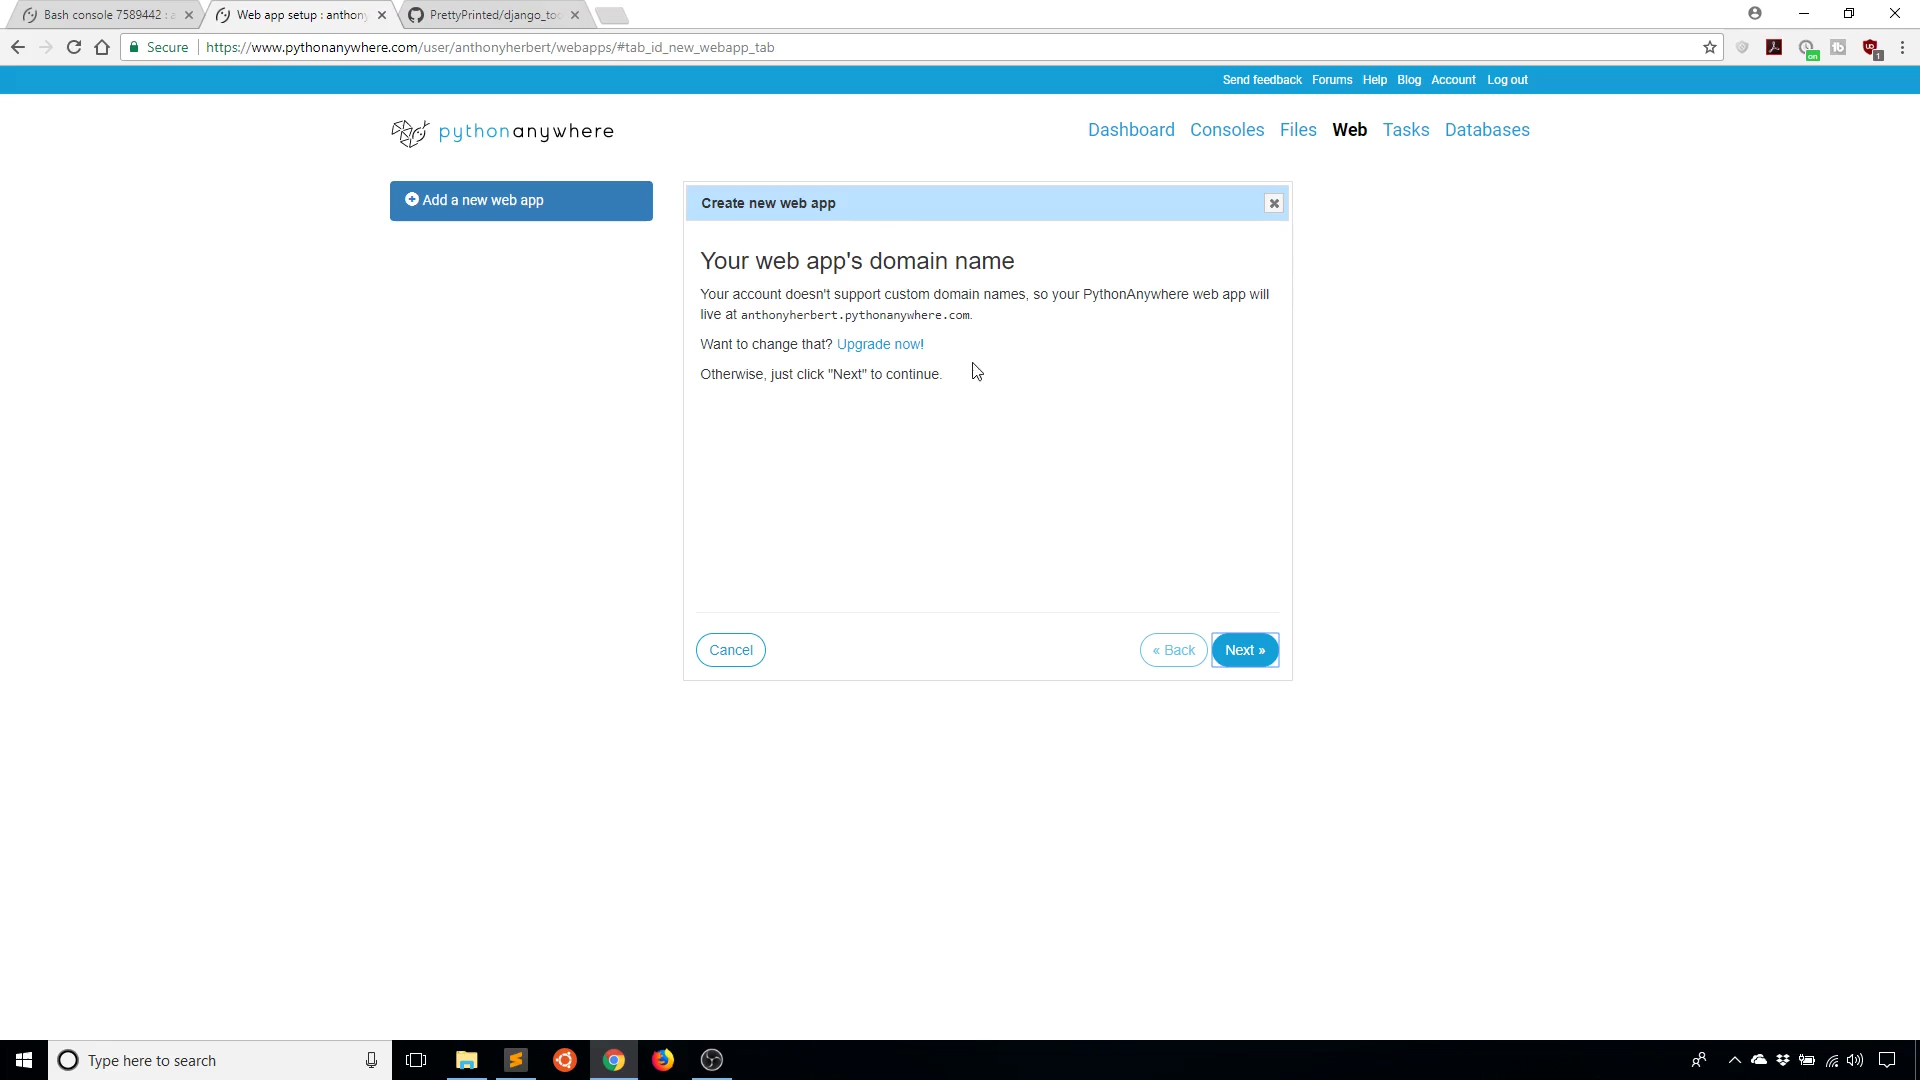 Bash console 7589442 : a
Web app setup : anthony
PrettyPrinted/django_too
Secure
https://www.pythonanywhere.com/user/anthonyherbert/webapps/#tab_id_new_webapp_tab
Send feedback Forums Help Blog Account Log out
pythonanywhere
Dashboard Consoles Files Web Tasks Databases
Add a new web app
Create new web app
Your web app's domain name
Your account doesn't support custom domain names, so your PythonAnywhere web app will
live at anthonyherbert.pythonanywhere.com.
Want to change that? Upgrade now!
Otherwise, just click "Next" to continue.
Cancel
« Back
Next »
Type here to search
on
1